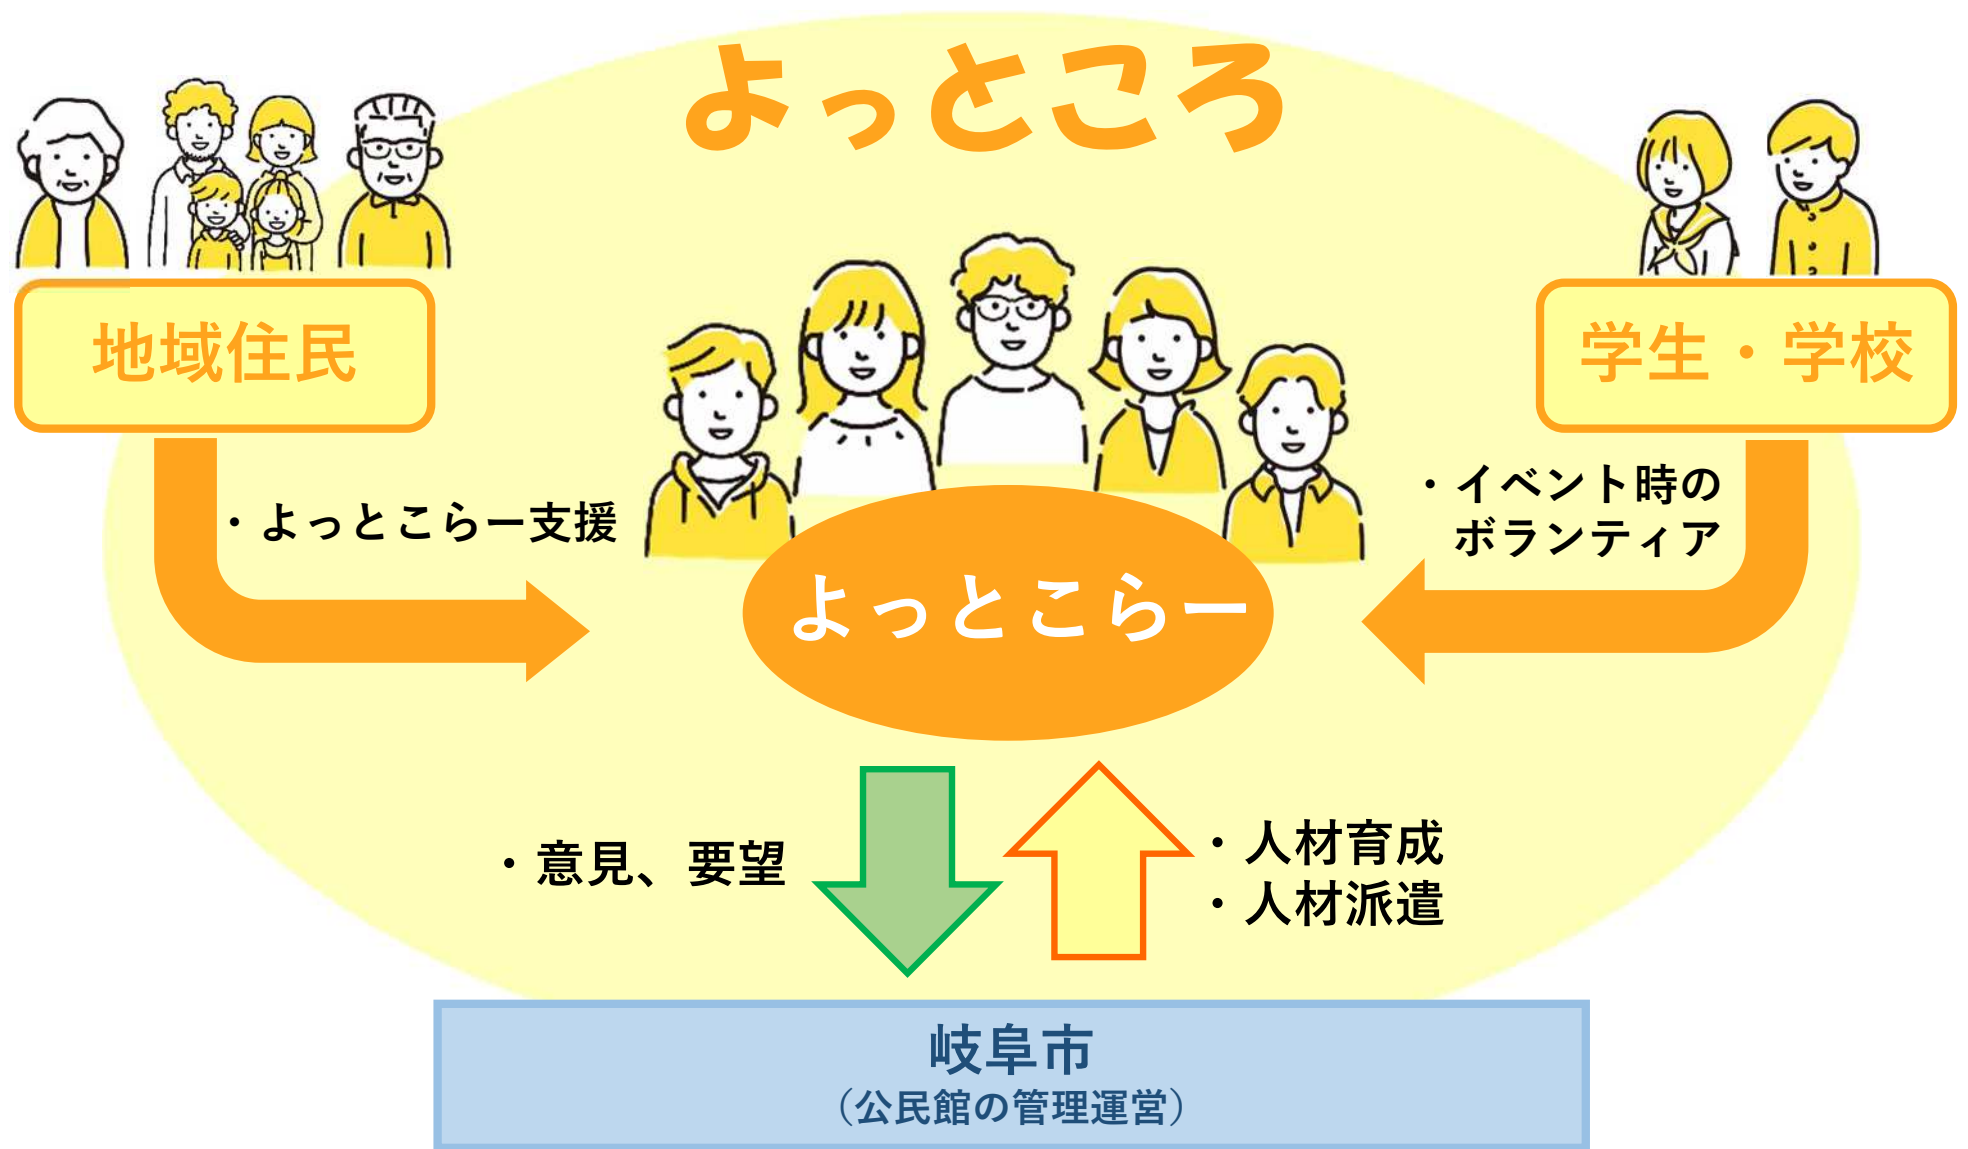 よっところ
地域住民
学生・学校
・よっとこらー支援
・イベント時の
ボランティア
よっとこらー
・意見、要望
・人材育成
・人材派遣
岐阜市
（公民館の管理運営）